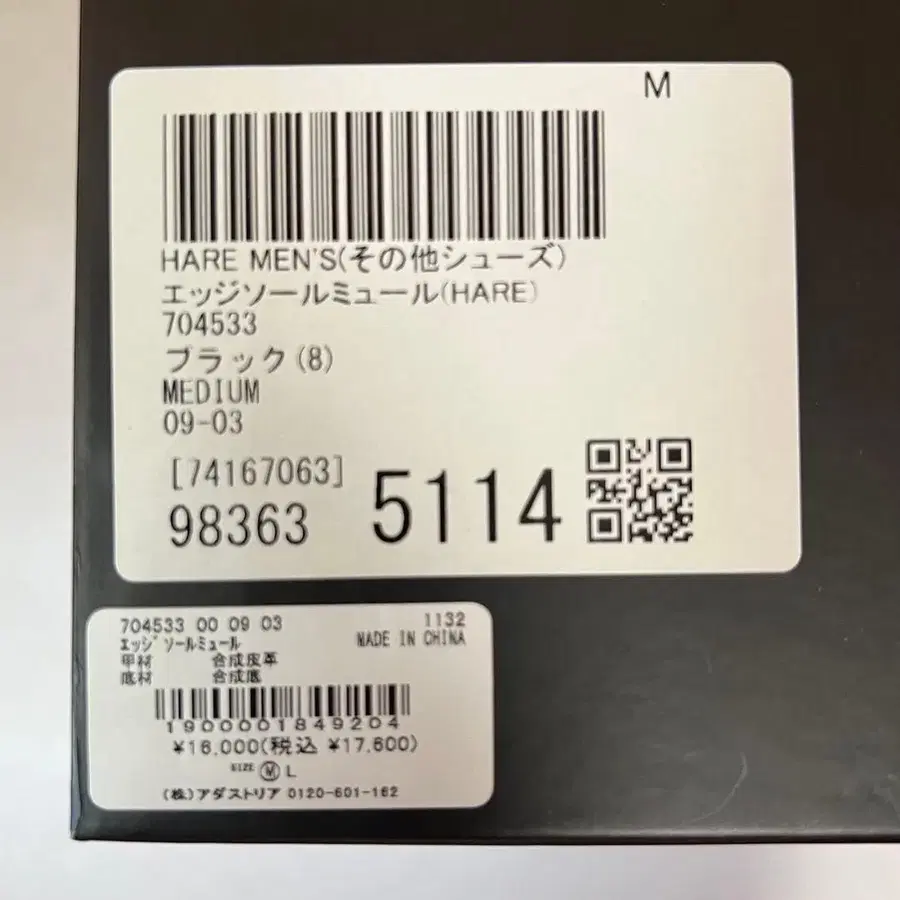 M
HARE MEN'S(その他シューズ)
エッジソールミュール(HARE)
704533
ブラック(8)
MEDIUM
09-03
[74167063]
98363 5114
704533 00 09 03 1132
エッジソールミュール MADE IN CHINA
甲材 合成皮革
底材 合成底
1900001849204
¥16,000(税込 ¥17,600)
SIZE Ⓜ L
(株)アダストリア 0120-601-162